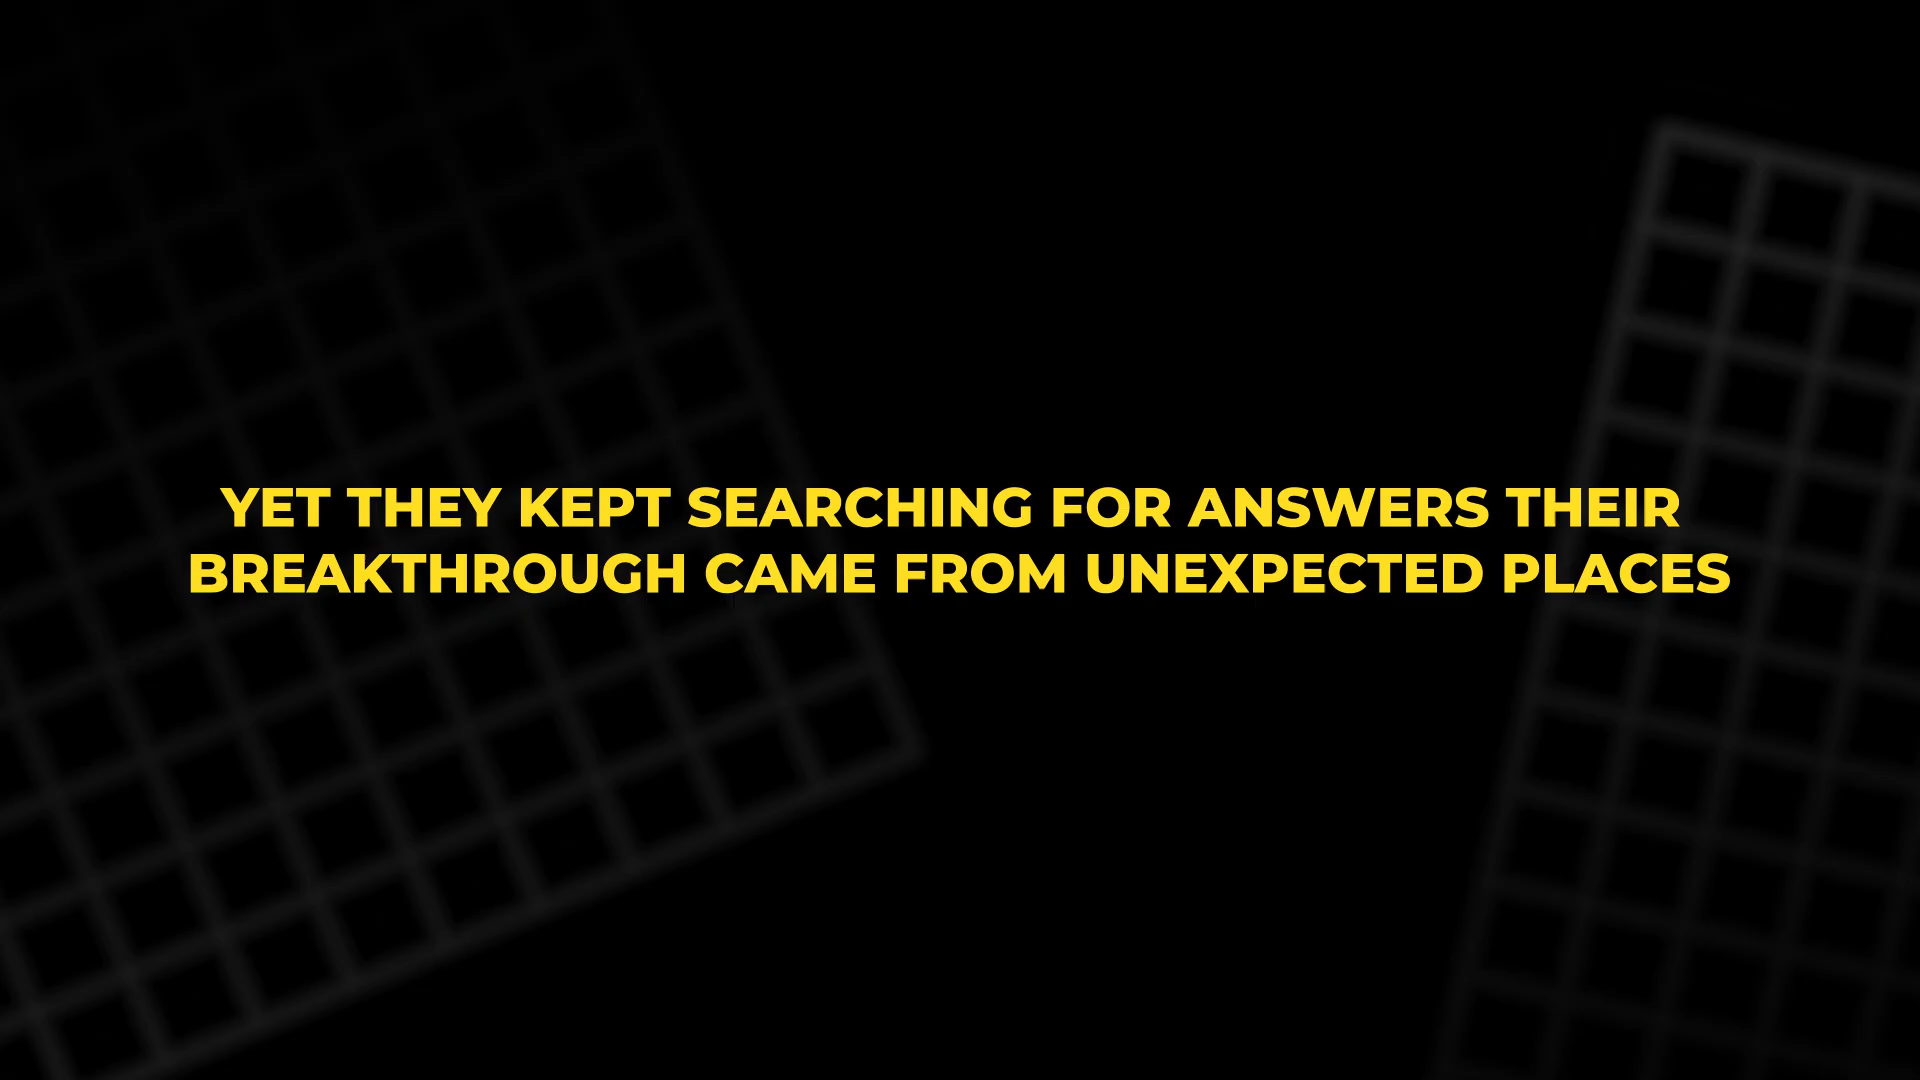 YET THEY KEPT SEARCHING FOR ANSWERS THEIR
BREAKTHROUGH CAME FROM UNEXPECTED PLACES